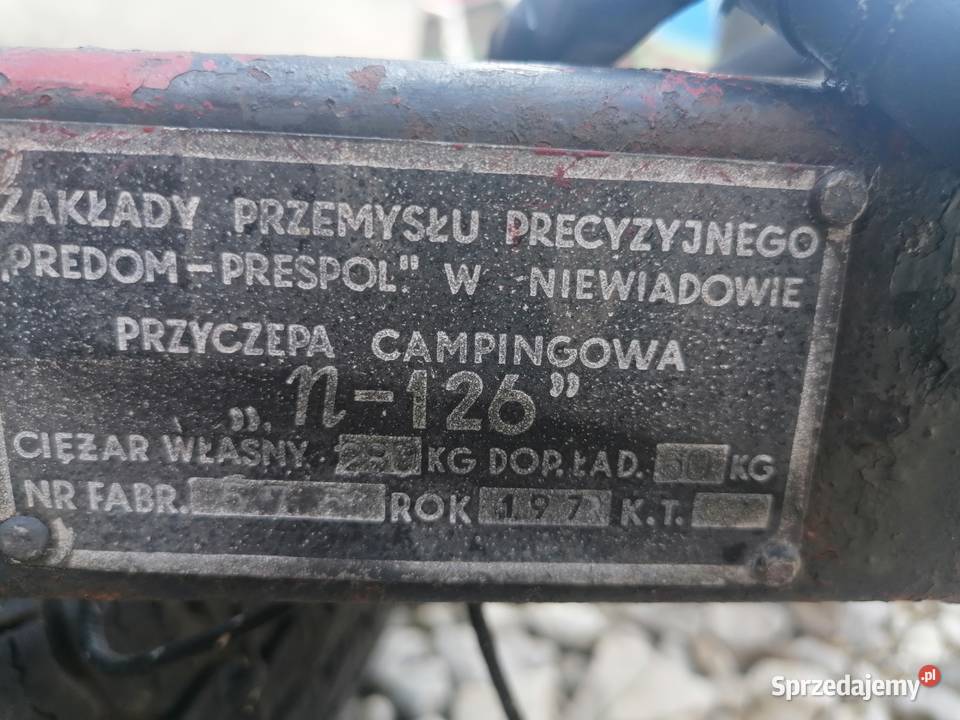 ZAKŁADY PRZEMYSŁU PRECYZYJNEGO
„PREDOM-PRESPOL" W NIEWIADOWIE
PRZYCZEPA CAMPINGOWA
„n-126”
CIĘŻAR WŁASNY. KG DOP. ŁAD. KG
NR FABR. ROK 197 K.T.
Sprzedajemy.pl